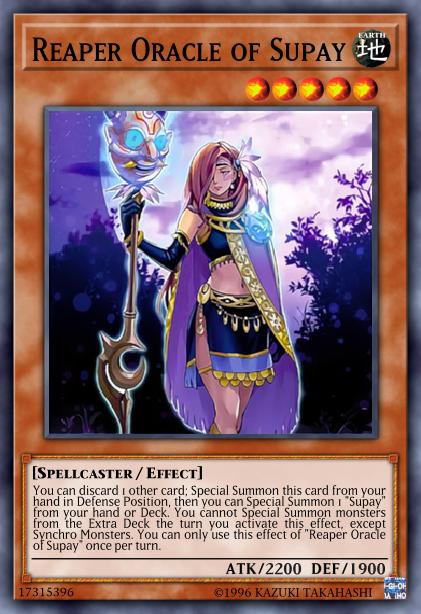 Reaper Oracle of Supay
EARTH
地
[Spellcaster / Effect]
You can discard 1 other card; Special Summon this card from your
hand in Defense Position, then you can Special Summon 1 "Supay"
from your hand or Deck. You cannot Special Summon monsters
from the Extra Deck the turn you activate this effect, except
Synchro Monsters. You can only use this effect of "Reaper Oracle
of Supay" once per turn.
ATK/2200 DEF/1900
17315396
©1996 KAZUKI TAKAHASHI